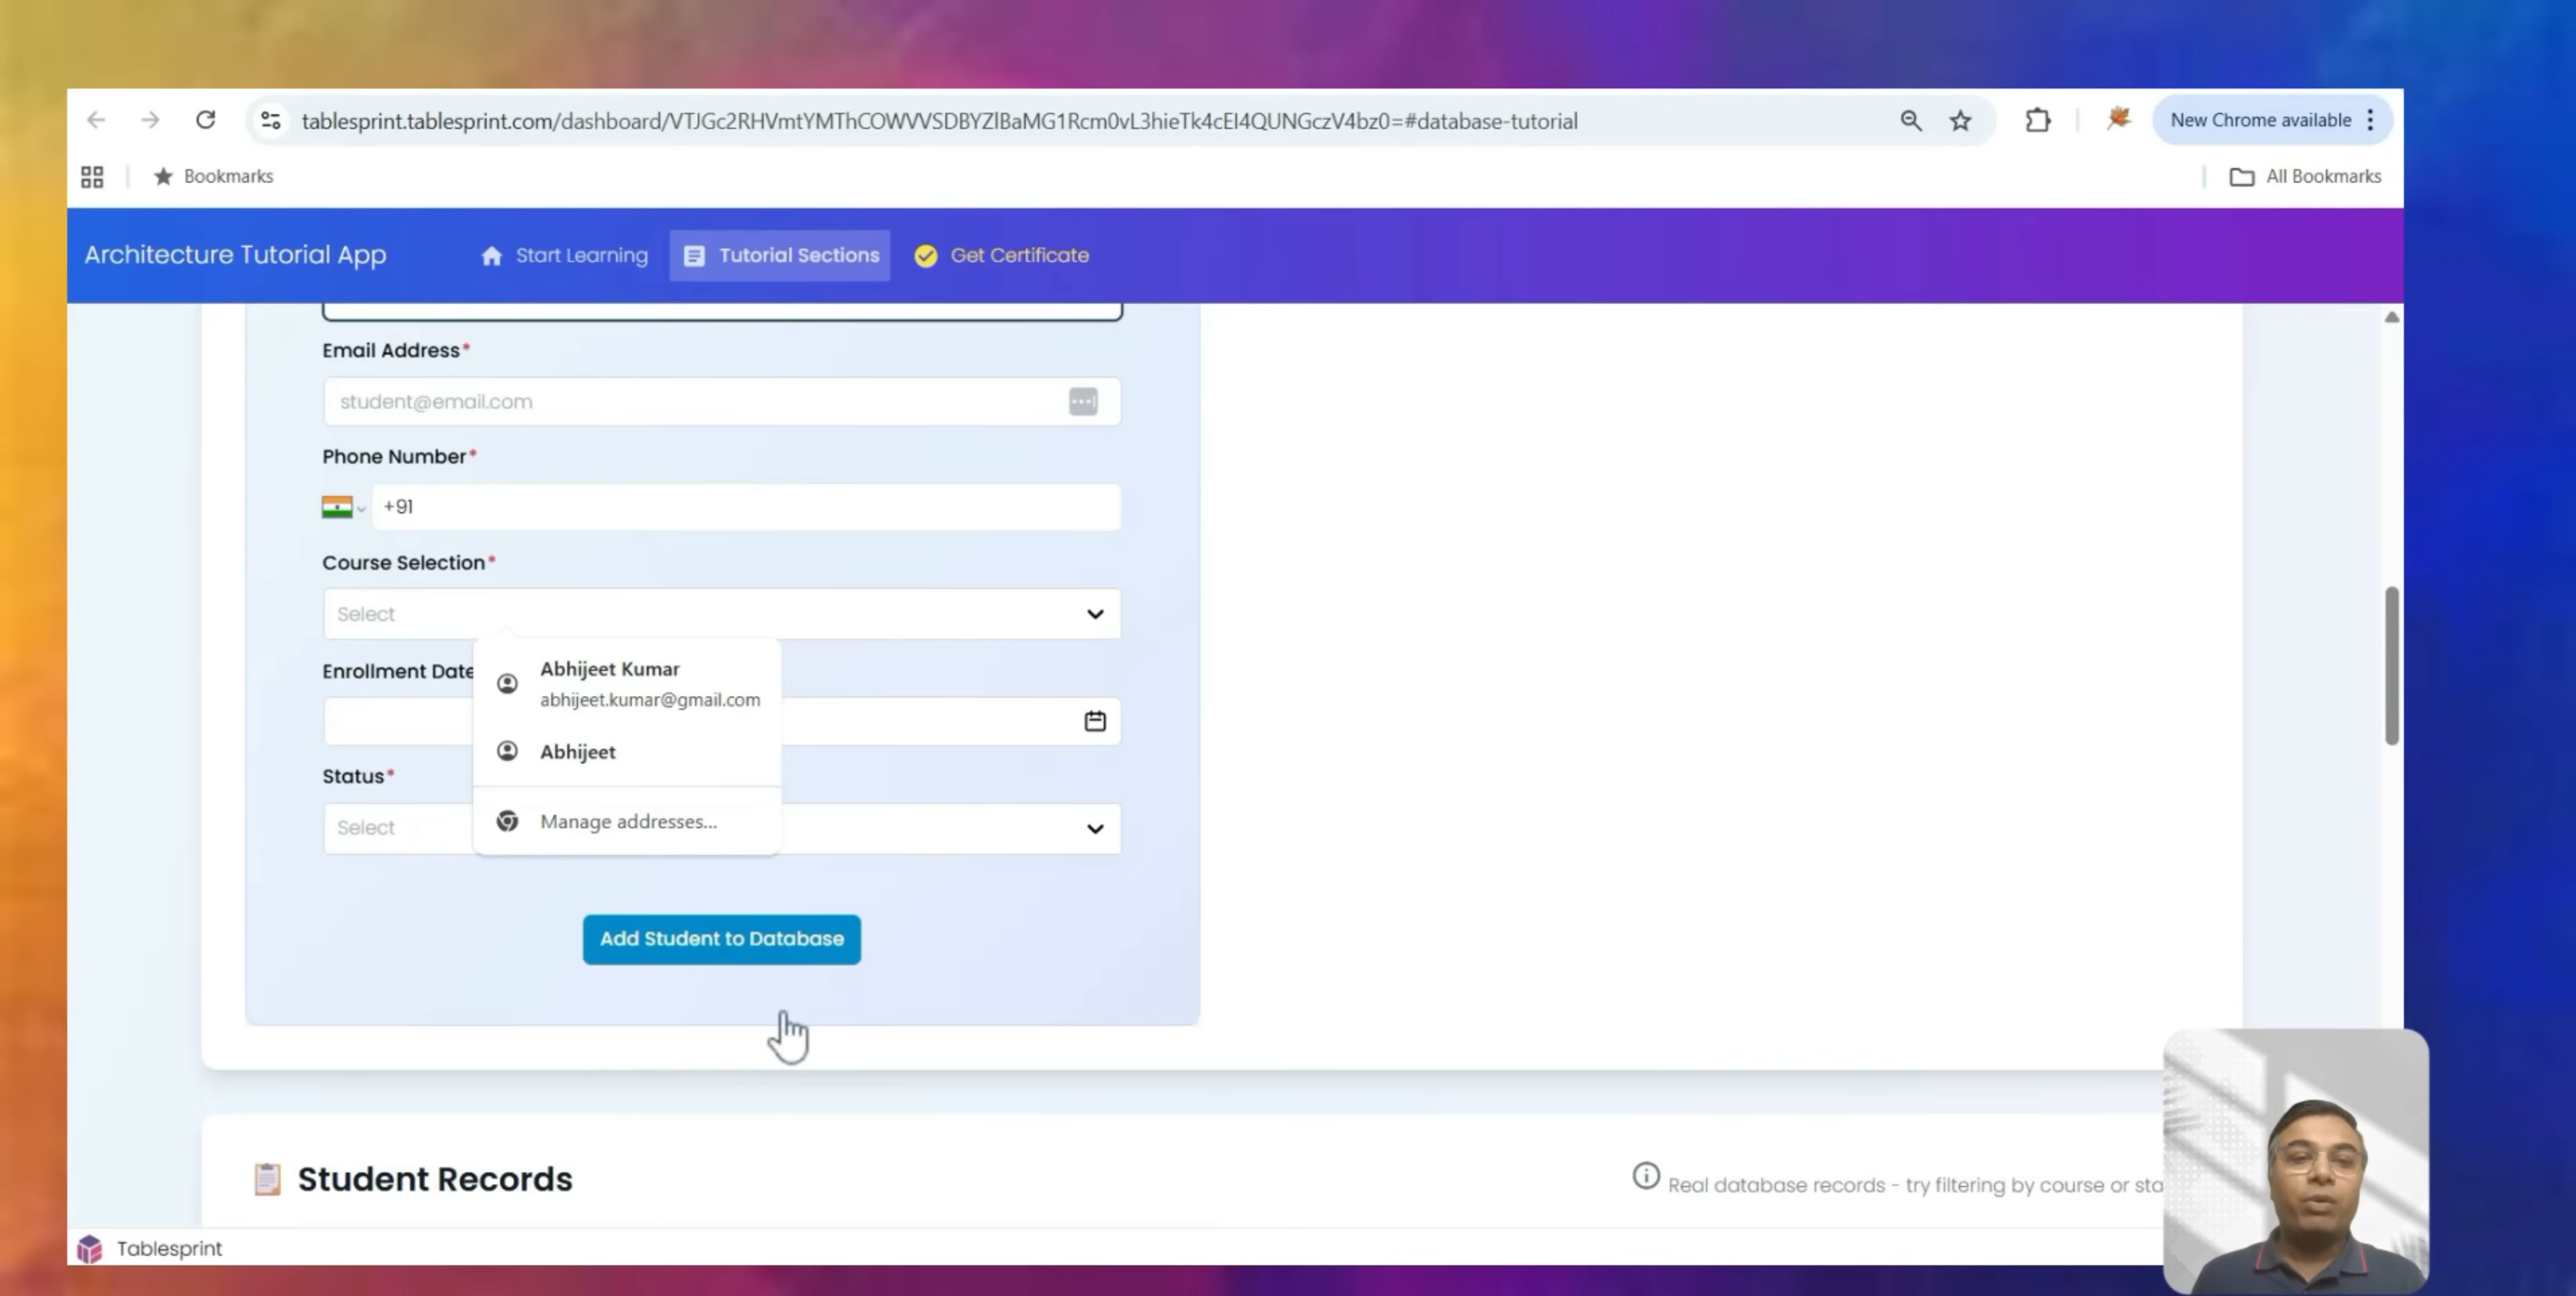 tablesprint.tablesprint.com/dashboard/VTJGc2RHVmtYMThCOWVVSDBYZlBaMG1Rcm0vL3hieTk4cEI4QUNGczV4bz0=#database-tutorial
New Chrome available
Bookmarks
All Bookmarks
Architecture Tutorial App
Start Learning
Tutorial Sections
Get Certificate
Email Address*
student@email.com
Phone Number*
+91
Course Selection*
Select
Abhijeet Kumar
abhijeet.kumar@gmail.com
Enrollment Date
Abhijeet
Status*
Select
Manage addresses...
Add Student to Database
Student Records
Real database records - try filtering by course or sta
Tablesprint